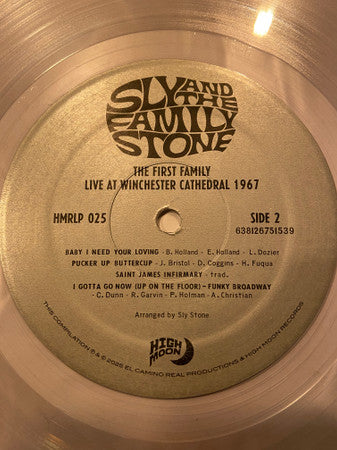 SLY AND
THE
FAMILY
STONE
THE FIRST FAMILY
LIVE AT WINCHESTER CATHEDRAL 1967
HMRLP 025
SIDE 2
638126751539
BABY I NEED YOUR LOVING - B. Holland - E. Holland - L. Dozier
PUCKER UP BUTTERCUP - J. Bristol - D. Coggins - H. Fuqua
SAINT JAMES INFIRMARY - trad.
I GOTTA GO NOW (UP ON THE FLOOR) – FUNKY BROADWAY -
C. Dunn - R. Garvin - P. Holman - A. Christian
Arranged by Sly Stone
HIGH
MOON
THIS COMPILATION ℗ & © 2025 EL CAMINO REAL PRODUCTIONS & HIGH MOON RECORDS